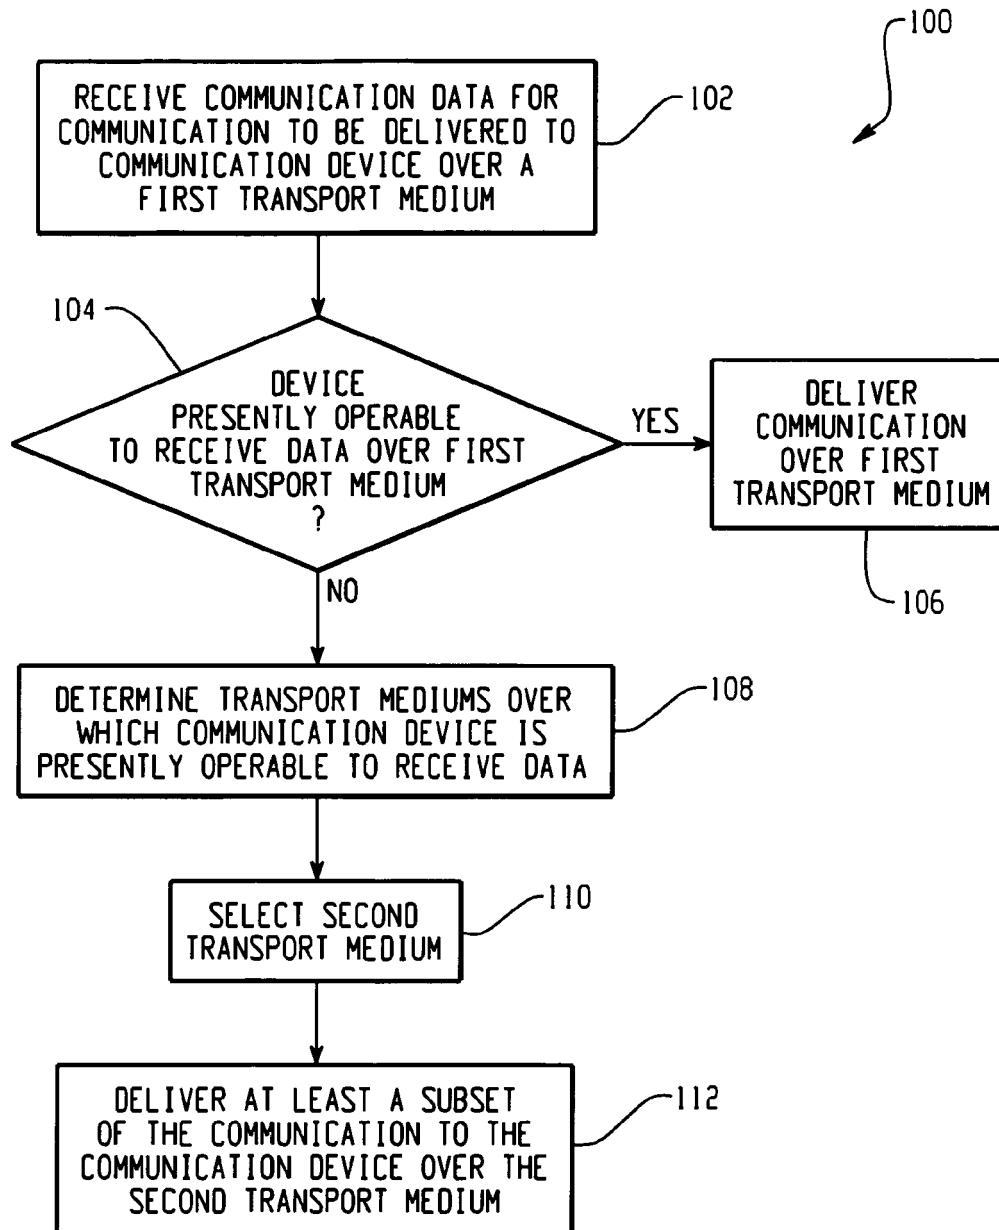 100
RECEIVE COMMUNICATION DATA FOR
COMMUNICATION TO BE DELIVERED TO
COMMUNICATION DEVICE OVER A
FIRST TRANSPORT MEDIUM
102
104
DEVICE
PRESENTLY OPERABLE
TO RECEIVE DATA OVER FIRST
TRANSPORT MEDIUM
?
YES
DELIVER
COMMUNICATION
OVER FIRST
TRANSPORT MEDIUM
106
NO
DETERMINE TRANSPORT MEDIUMS OVER
WHICH COMMUNICATION DEVICE IS
PRESENTLY OPERABLE TO RECEIVE DATA
108
SELECT SECOND
TRANSPORT MEDIUM
110
DELIVER AT LEAST A SUBSET
OF THE COMMUNICATION TO THE
COMMUNICATION DEVICE OVER THE
SECOND TRANSPORT MEDIUM
112